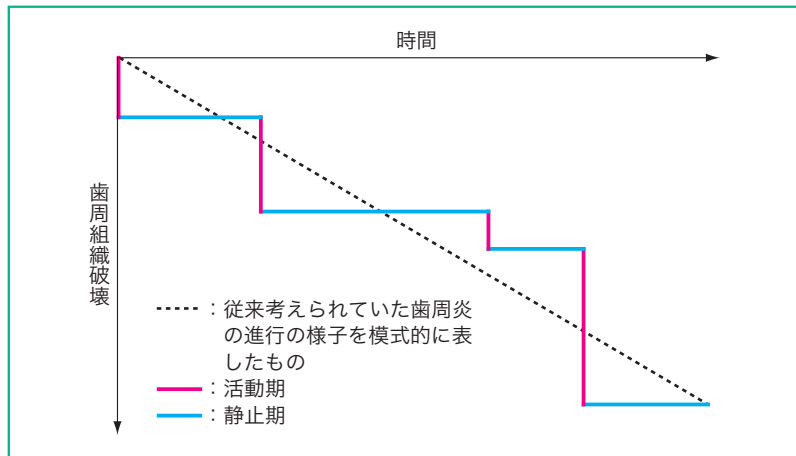 時間
歯周組織破壊
：従来考えられていた歯周炎
の進行の様子を模式的に表
したもの
：活動期
：静止期